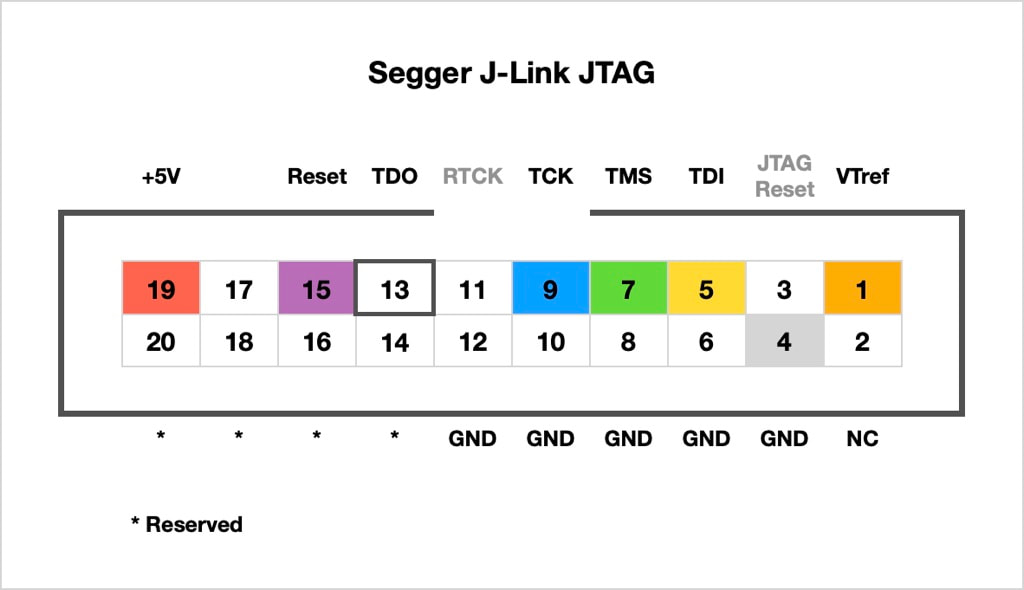 Segger J-Link JTAG
+5V Reset TDO RTCK TCK TMS TDI JTAG Reset VTref
19 17 15 13 11 9 7 5 3 1
20 18 16 14 12 10 8 6 4 2
* * * * GND GND GND GND GND NC
* Reserved